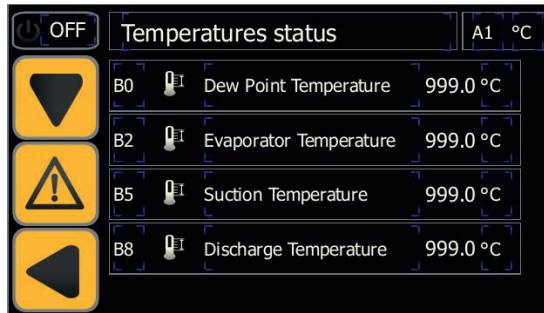 OFF Temperatures status A1 °C
B0 Dew Point Temperature 999.0 °C
B2 Evaporator Temperature 999.0 °C
B5 Suction Temperature 999.0 °C
B8 Discharge Temperature 999.0 °C